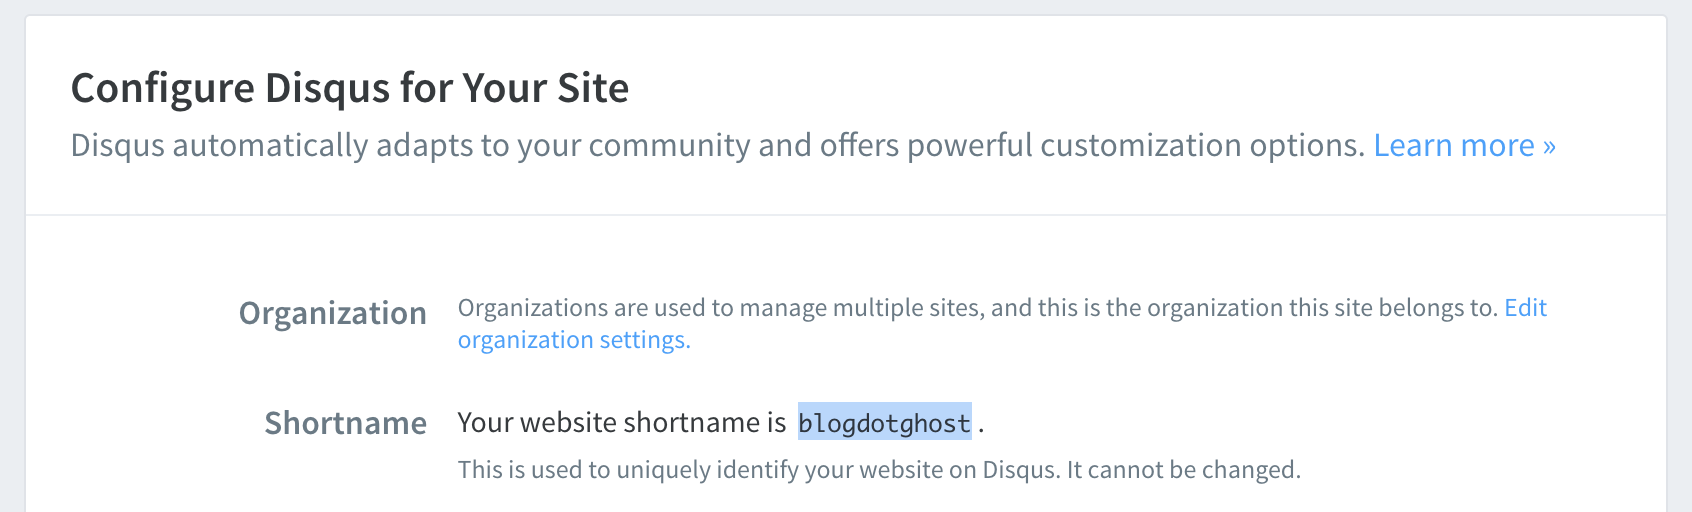 Configure Disqus for Your Site
Disqus automatically adapts to your community and offers powerful customization options. Learn more »
Organization
Organizations are used to manage multiple sites, and this is the organization this site belongs to. Edit
organization settings.
Shortname
Your website shortname is blogdotghost.
This is used to uniquely identify your website on Disqus. It cannot be changed.